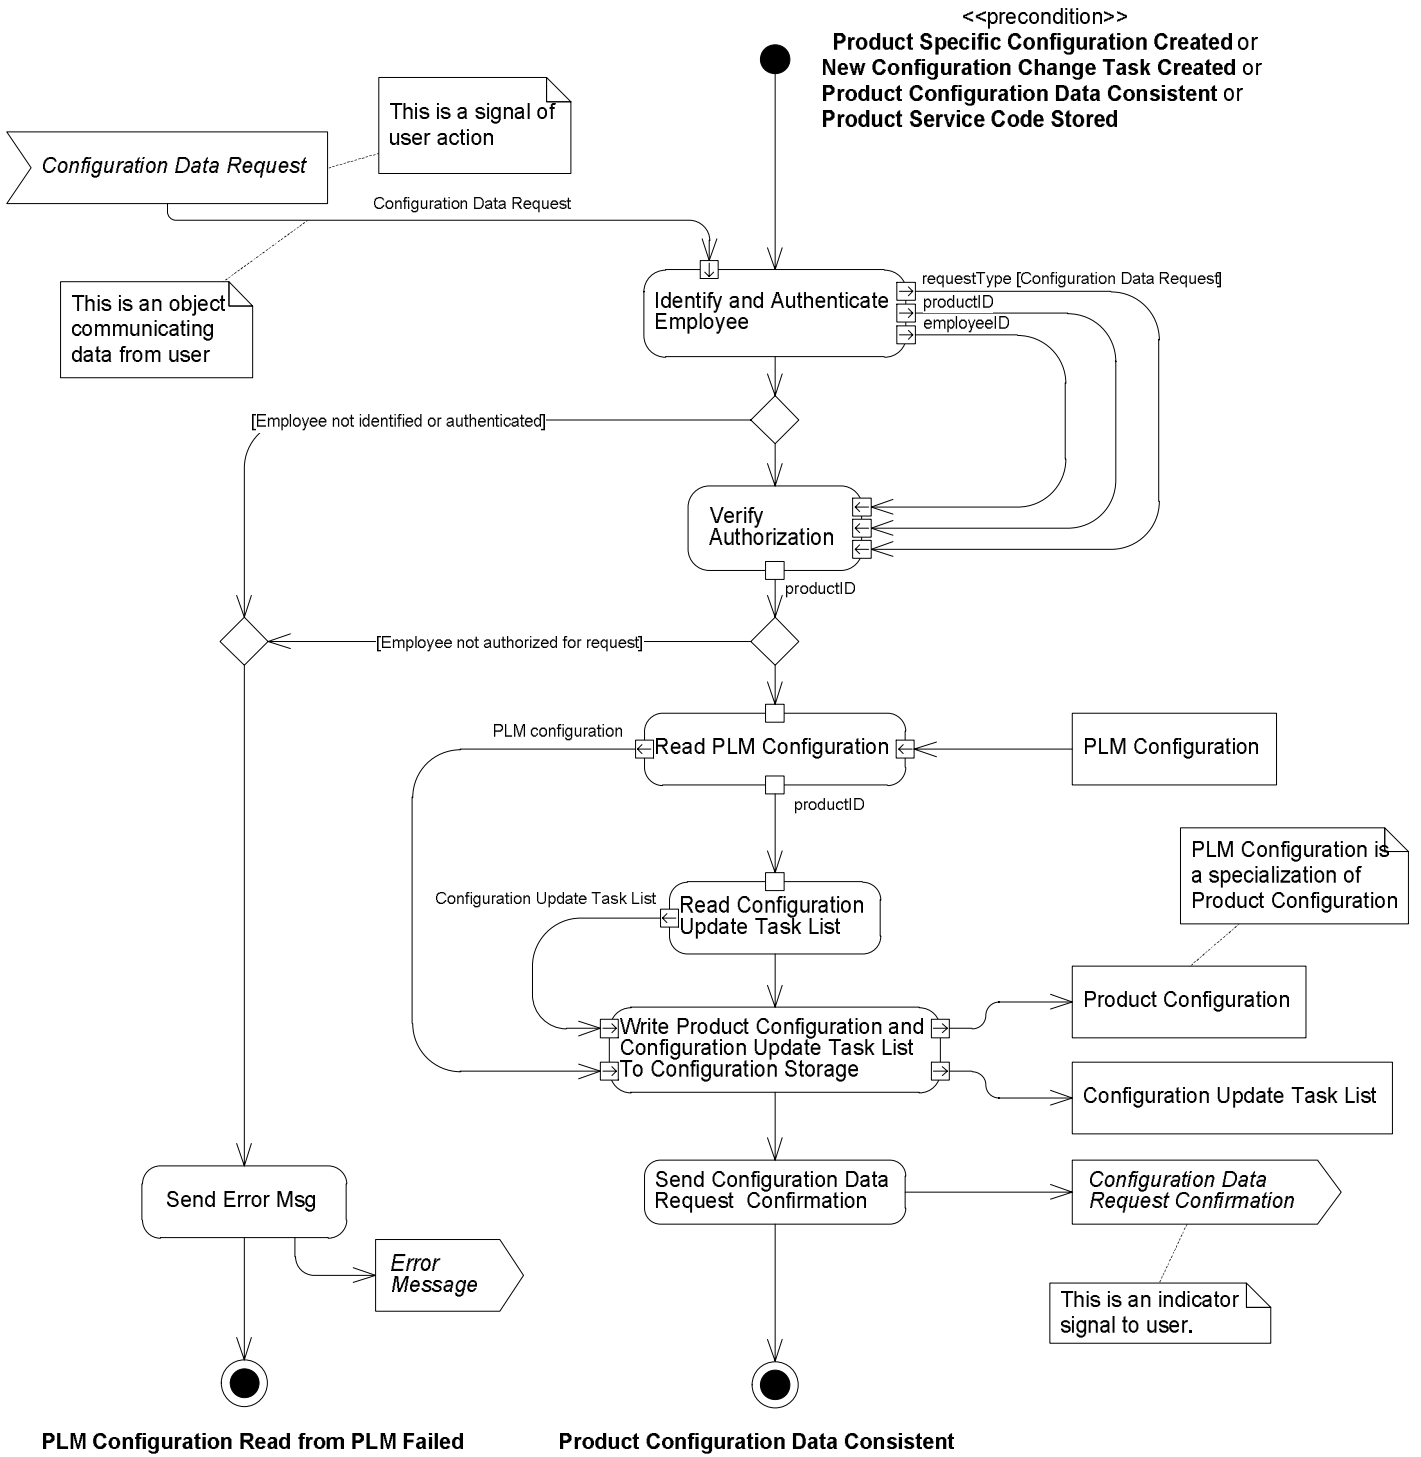 <<precondition>>
Product Specific Configuration Created or
New Configuration Change Task Created or
Product Configuration Data Consistent or
Product Service Code Stored
This is a signal of
user action
Configuration Data Request
Configuration Data Request
This is an object
communicating
data from user
Identify and Authenticate
Employee
requestType [Configuration Data Request]
productID
employeeID
[Employee not identified or authenticated]
Verify
Authorization
productID
[Employee not authorized for request]
PLM configuration
Read PLM Configuration
PLM Configuration
productID
PLM Configuration is
a specialization of
Product Configuration
Configuration Update Task List
Read Configuration
Update Task List
Product Configuration
Write Product Configuration and
Configuration Update Task List
To Configuration Storage
Configuration Update Task List
Send Error Msg
Send Configuration Data
Request  Confirmation
Configuration Data
Request Confirmation
Error
Message
This is an indicator
signal to user.
PLM Configuration Read from PLM Failed
Product Configuration Data Consistent